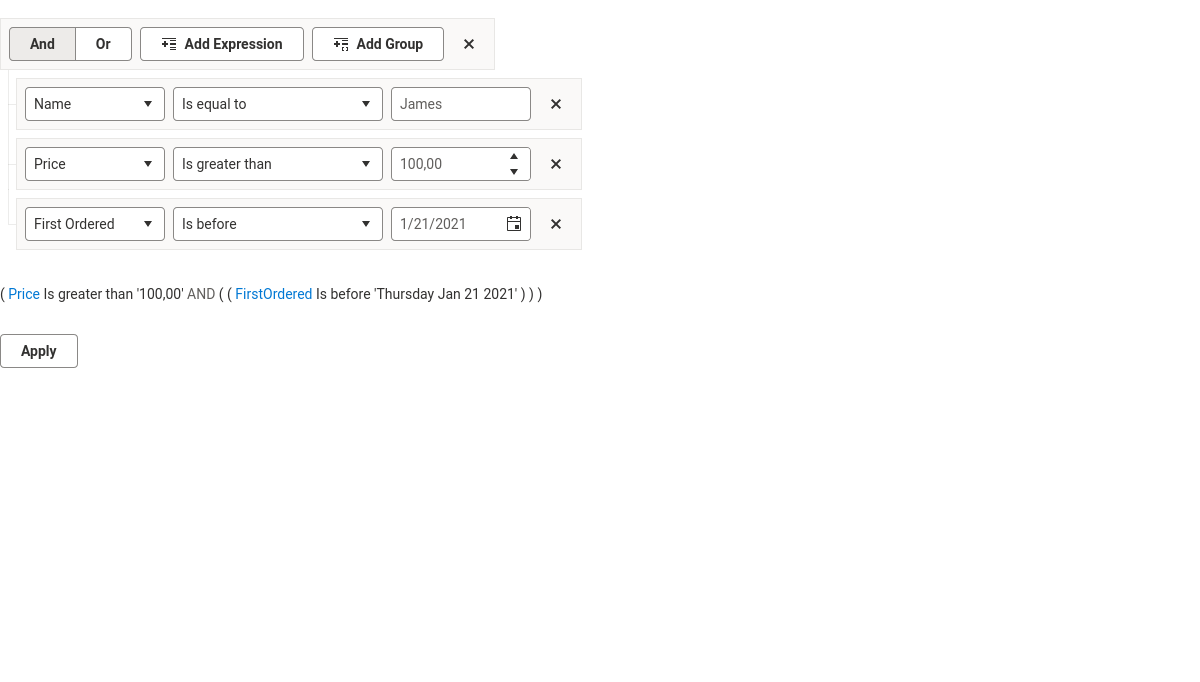 And Or Add Expression Add Group
Name Is equal to James
Price Is greater than 100,00
First Ordered Is before 1/21/2021
( Price Is greater than '100,00' AND ( ( FirstOrdered Is before 'Thursday Jan 21 2021' ) ) )
Apply